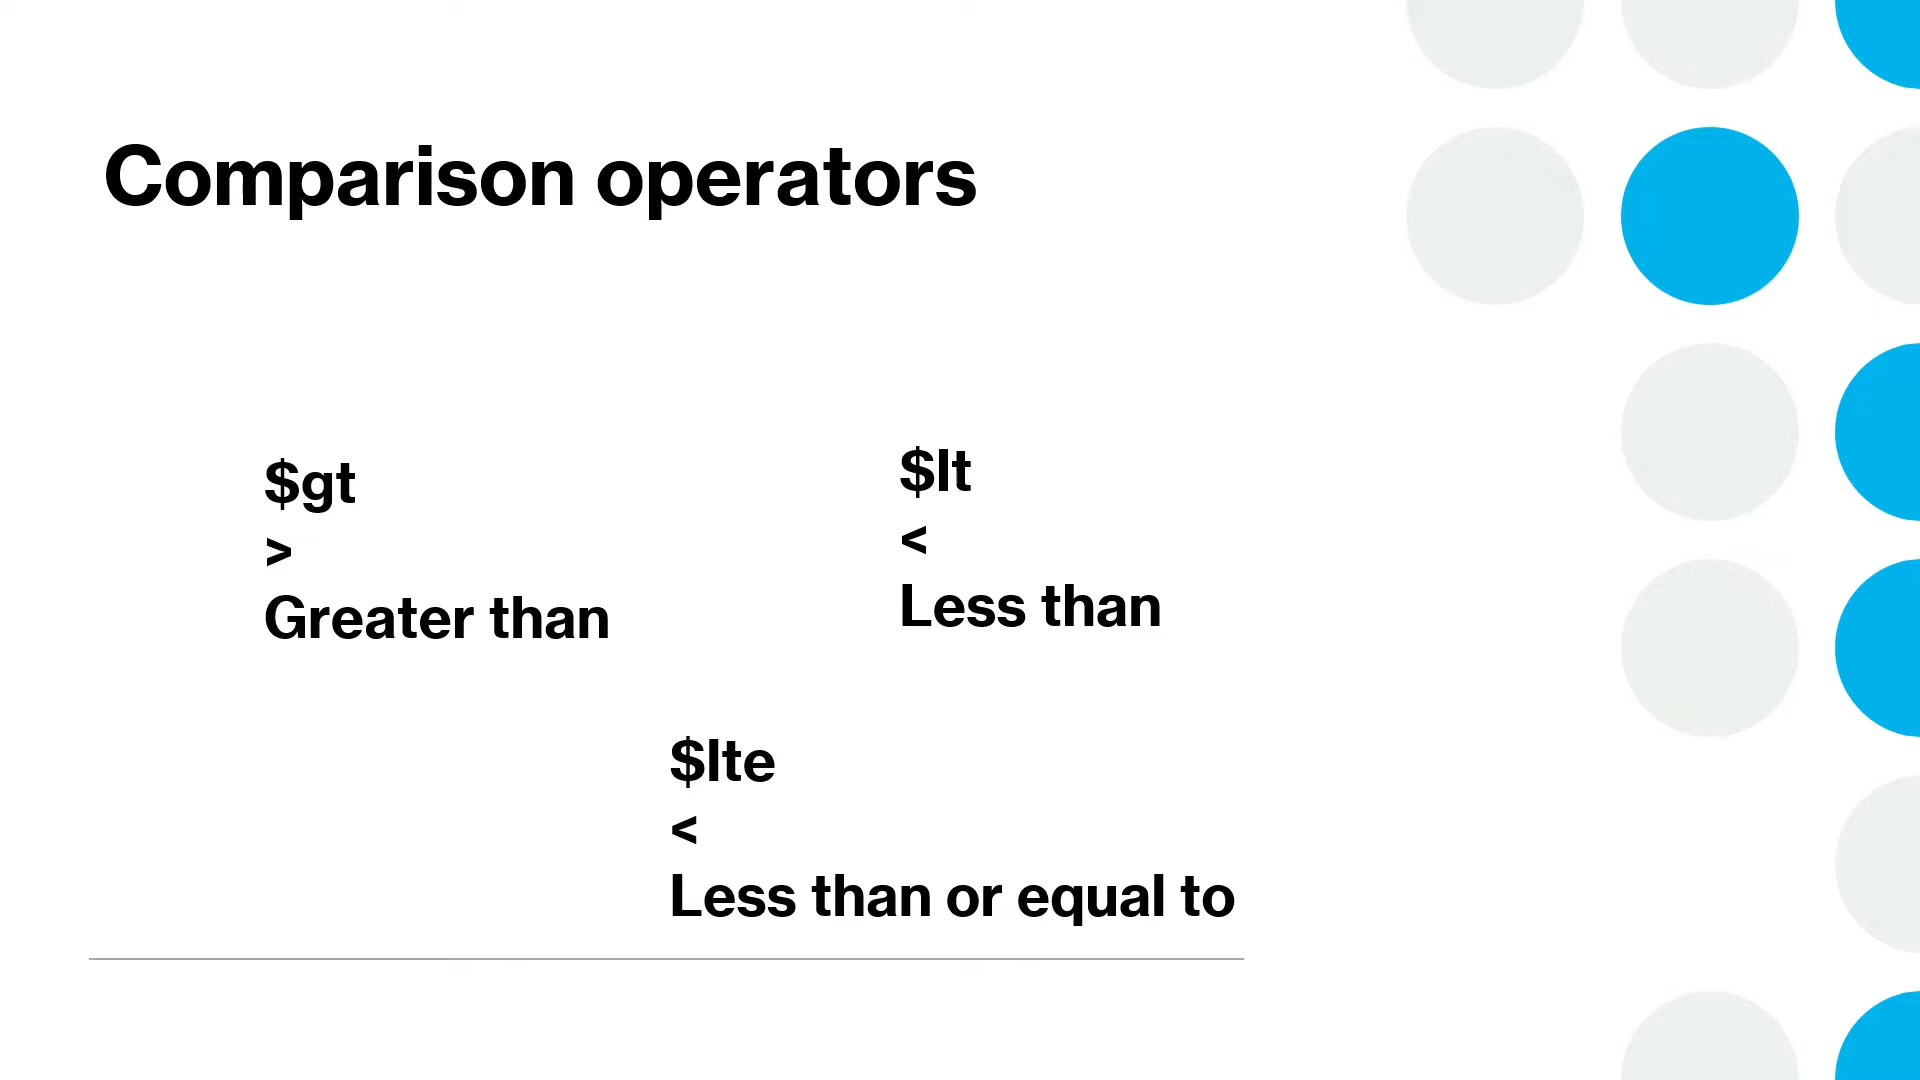 Comparison operators
$gt
>
Greater than
$lt
<
Less than
$lte
<
Less than or equal to